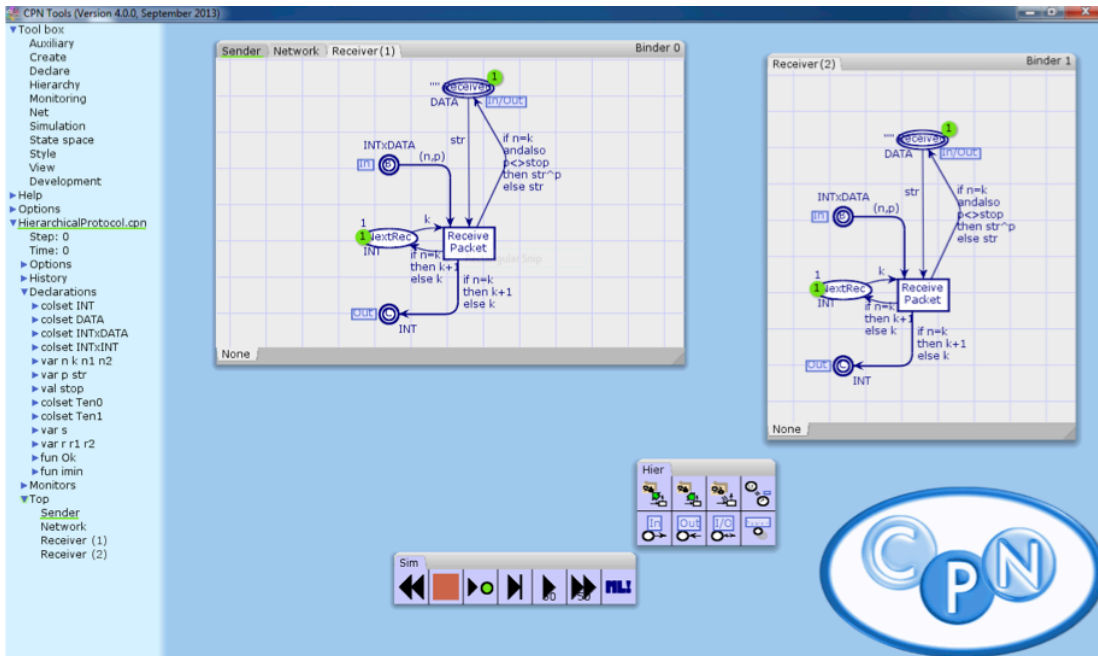 CPN Tools (Version 4.0.0, September 2013)
Tool box
Auxiliary
Create
Declare
Hierarchy
Monitoring
Net
Simulation
State space
Style
View
Development
Help
Options
HierarchicalProtocol.cpn
Step: 0
Time: 0
Options
History
Declarations
colset INT
colset DATA
colset INTxDATA
colset INTxINT
var n k n1 n2
var p str
val stop
colset Ten0
colset Ten1
var s
var r r1 r2
fun Ok
fun imin
Monitors
Top
Sender
Network
Receiver (1)
Receiver (2)
Sender Network Receiver (1) Binder 0
""
1
DATA
In/Out
str
if n=k
andalso
p<>stop
then str^p
else str
INTxDATA
In
B
(n,p)
1
1
NextRec
INT
k
Receive
Packet
if n=k
then k+1
else k
if n=k
then k+1
else k
Out
C
INT
None
Receiver (2) Binder 1
""
1
Received
DATA
In/Out
str
if n=k
andalso
p<>stop
then str^p
else str
INTxDATA
In
B
(n,p)
1
1
NextRec
INT
k
Receive
Packet
if n=k
then k+1
else k
if n=k
then k+1
else k
Out
C
INT
None
Hier
In Out I/O
Sim
50
50
ML!
CPN